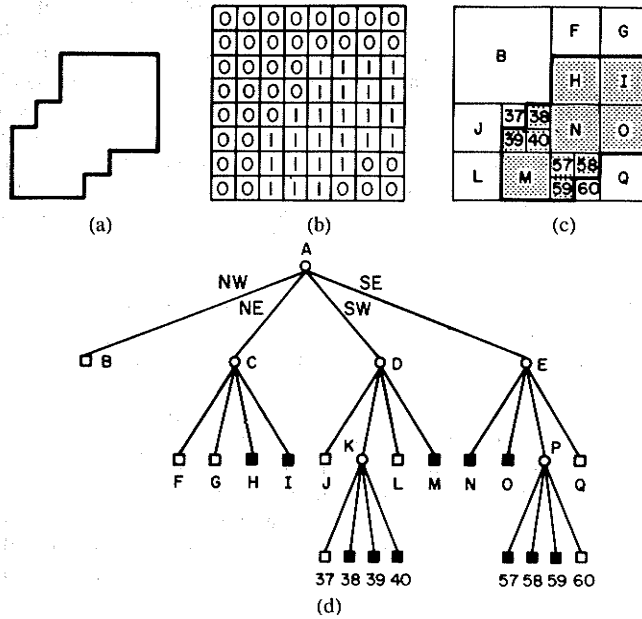 0 0 0 0 0 0 0 0
0 0 0 0 0 0 0 0
0 0 0 0 1 1 1 1
0 0 0 0 1 1 1 1
0 0 0 1 1 1 1 1
0 0 1 1 1 1 1 1
0 0 1 1 1 1 0 0
0 0 1 1 1 0 0 0
F G
B
H I
J 37 38 N O
39 40
L M 57 58 Q
59 60
(a) (b) (c)
A
NW SE
NE SW
B C D E
K P
F G H I J L M N O Q
37 38 39 40 57 58 59 60
(d)